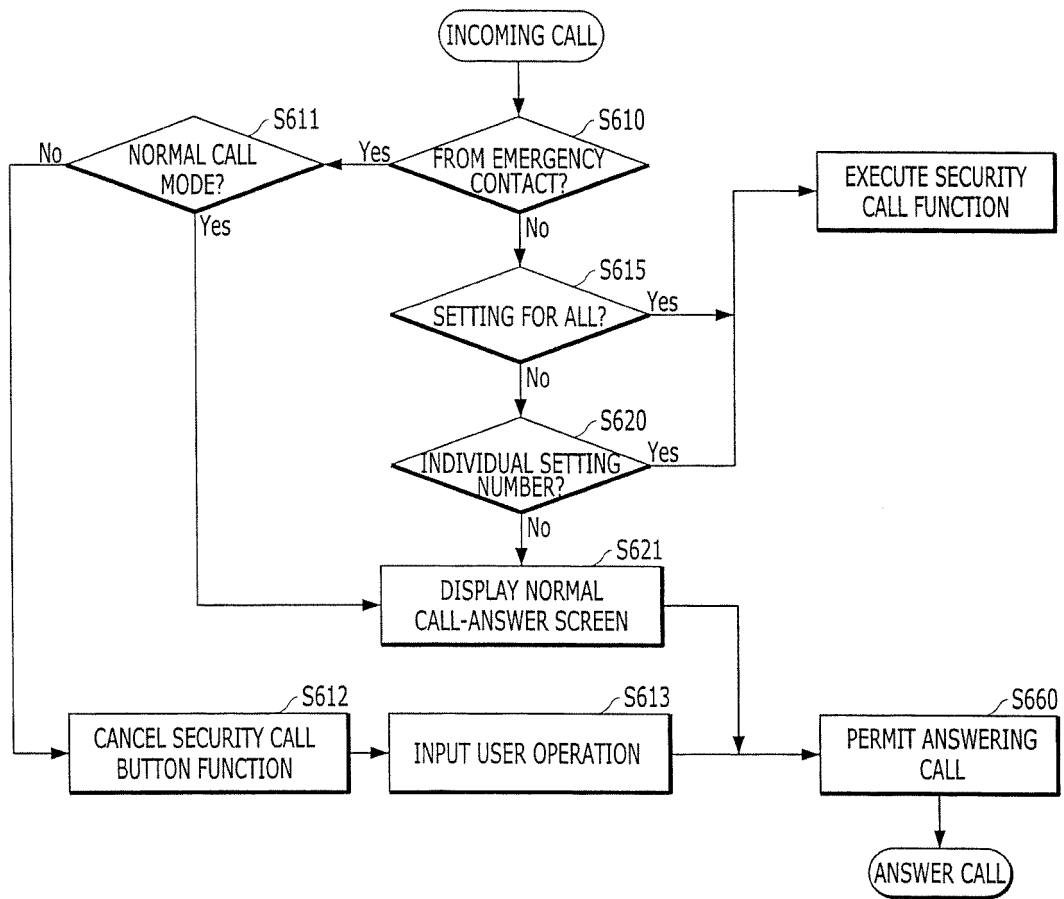 INCOMING CALL
S611
S610
No
NORMAL CALL
MODE?
Yes
FROM EMERGENCY
CONTACT?
EXECUTE SECURITY
CALL FUNCTION
Yes
No
S615
SETTING FOR ALL?
Yes
No
S620
INDIVIDUAL SETTING
NUMBER?
Yes
No
S621
DISPLAY NORMAL
CALL-ANSWER SCREEN
S612
CANCEL SECURITY CALL
BUTTON FUNCTION
S613
INPUT USER OPERATION
S660
PERMIT ANSWERING
CALL
ANSWER CALL